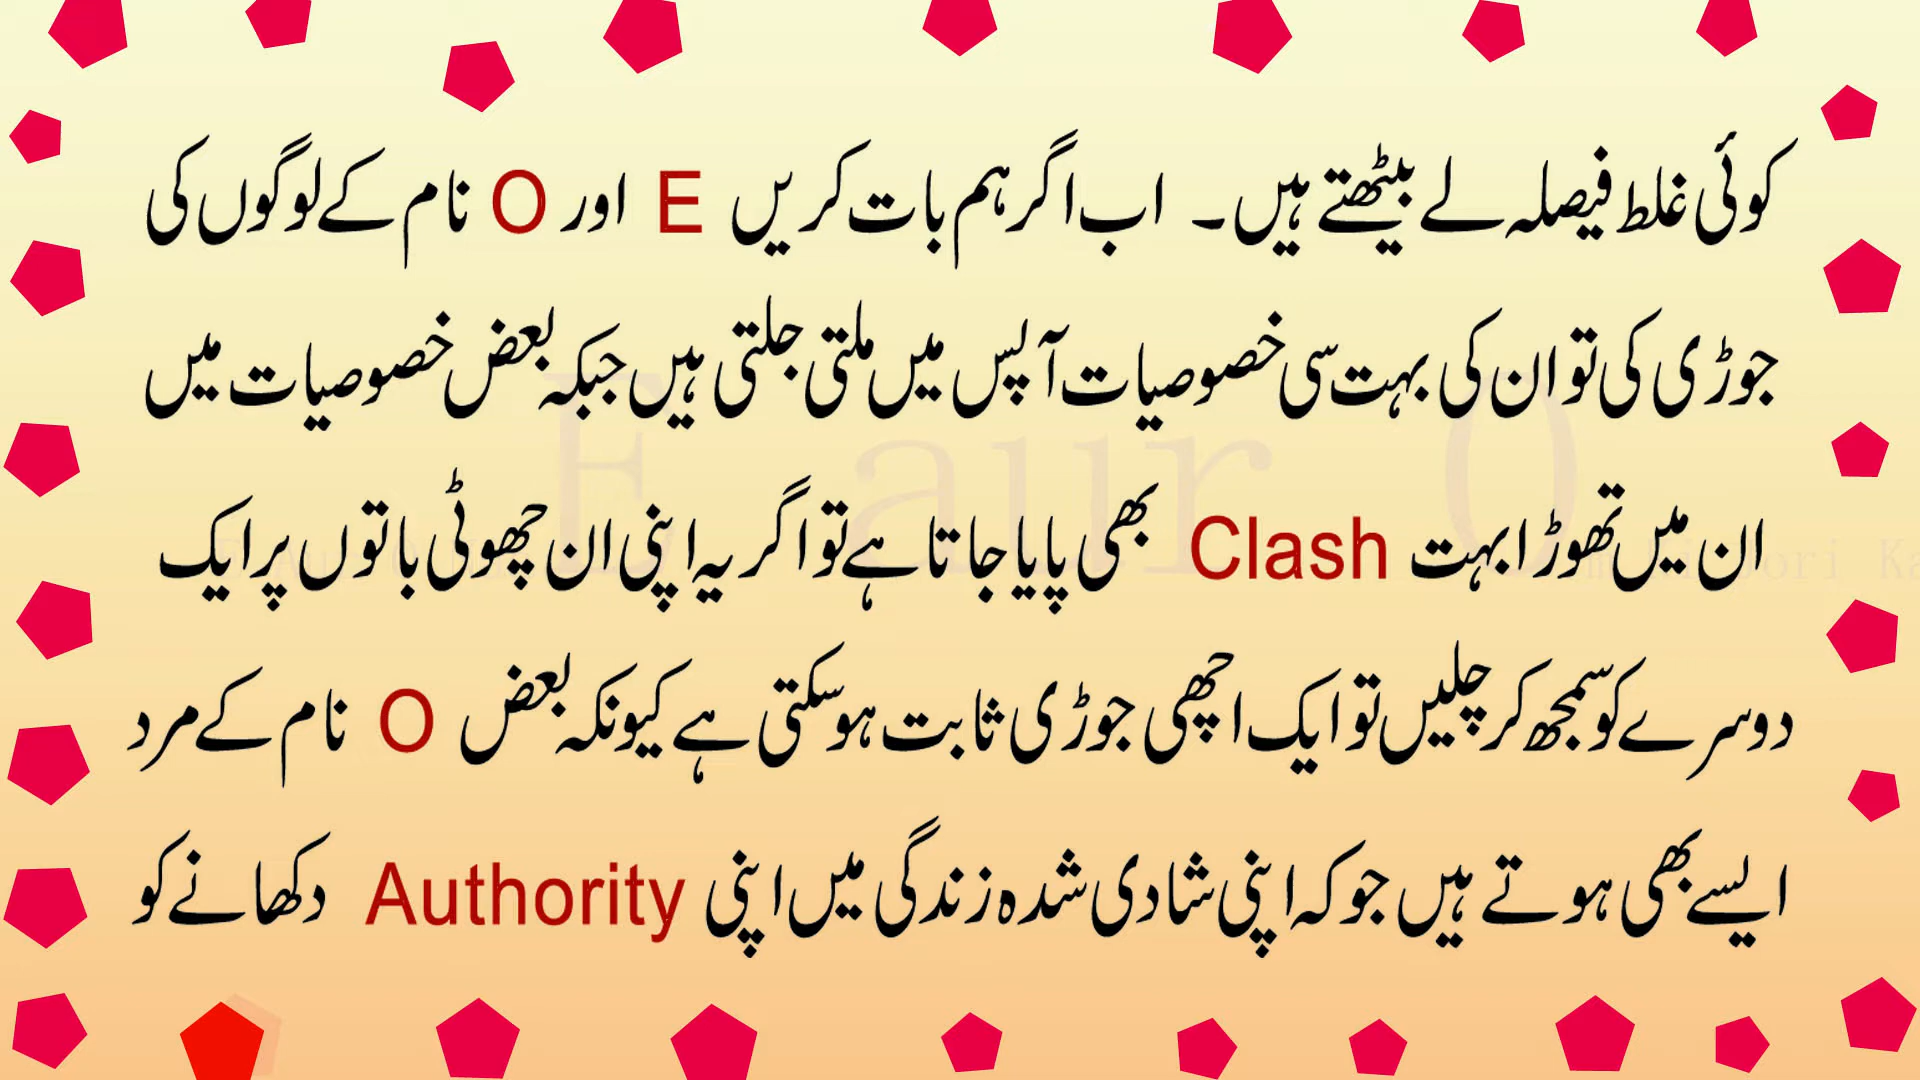 کوئی غلط فیصلہ لے بیٹھتے ہیں۔ اب اگر ہم بات کریں E اور O نام کے لوگوں کی
جوڑی کی تو ان کی بہت سی خصوصیات آپس میں ملتی جلتی ہیں جبکہ بعض خصوصیات میں
ان میں تھوڑا بہت Clash بھی پایا جاتا ہے تو اگر یہ اپنی ان چھوٹی باتوں پر ایک
دوسرے کو سمجھ کر چلیں تو ایک اچھی جوڑی ثابت ہوسکتی ہے کیونکہ بعض O نام کے مرد
ایسے بھی ہوتے ہیں جو کہ اپنی شادی شدہ زندگی میں اپنی Authority دکھانے کو
E aur O